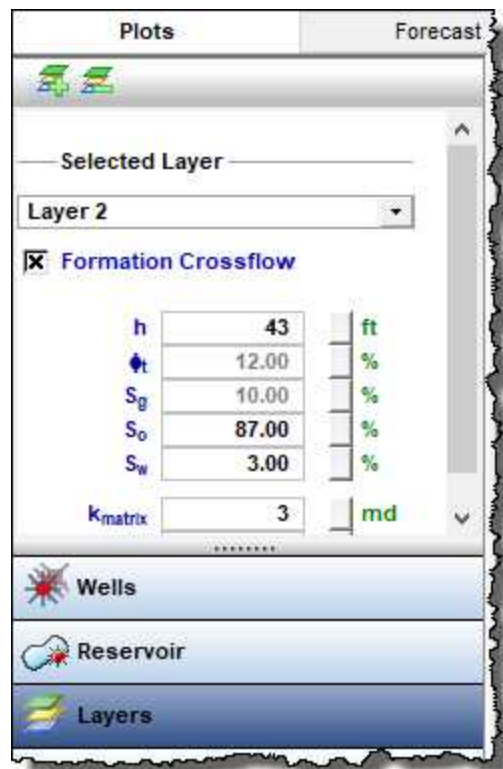 Plots Forecast
Selected Layer
Layer 2
Formation Crossflow
h 43 ft
ϕt 12.00 %
Sg 10.00 %
So 87.00 %
Sw 3.00 %
kmatrix 3 md
Wells
Reservoir
Layers